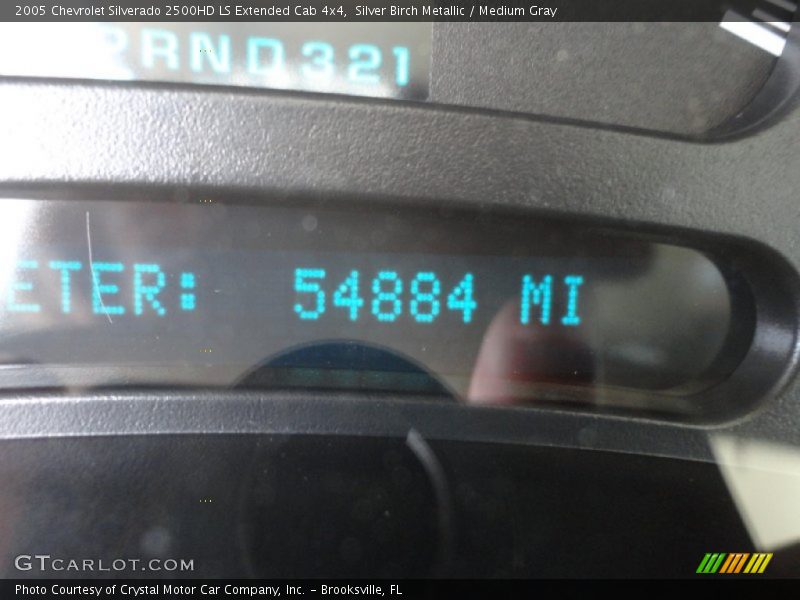 2005 Chevrolet Silverado 2500HD LS Extended Cab 4x4, Silver Birch Metallic / Medium Gray
RND321
ETER: 54884 MI
GTCARLOT.COM
Photo Courtesy of Crystal Motor Car Company, Inc. – Brooksville, FL